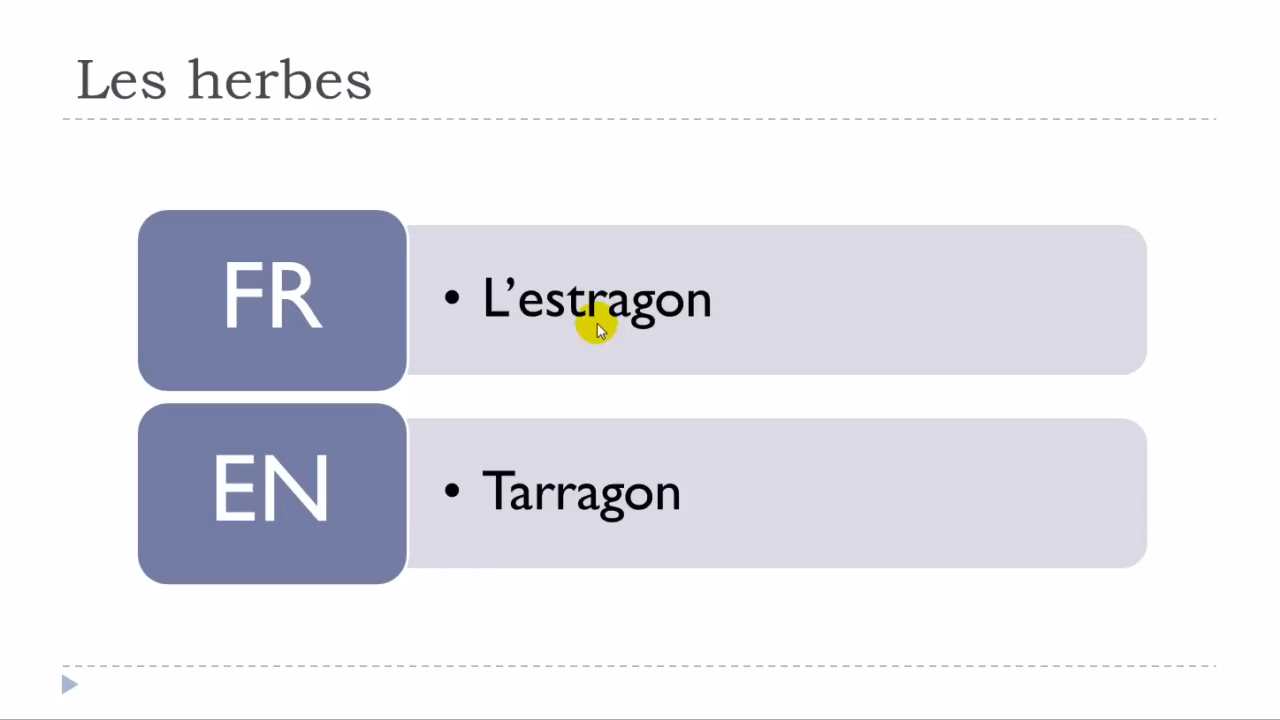 Les herbes
FR
• L’estragon
EN
• Tarragon